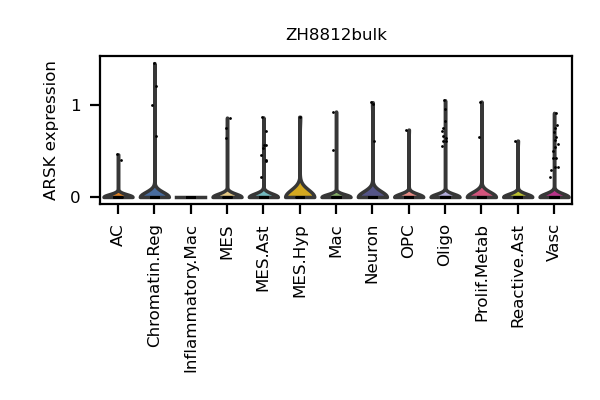 ZH8812bulk
ARSK expression
1
0
AC
Chromatin.Reg
Inflammatory.Mac
MES
MES.Ast
MES.Hyp
Mac
Neuron
OPC
Oligo
Prolif.Metab
Reactive.Ast
Vasc